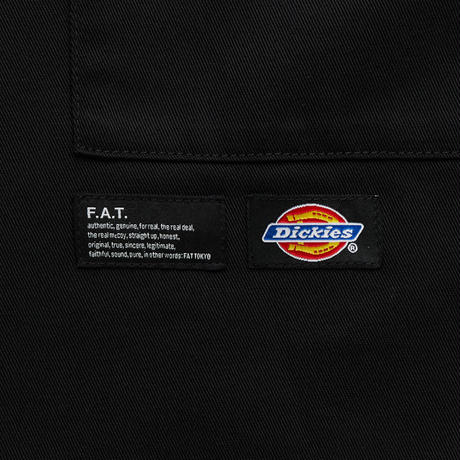 F.A.T.
authentic, genuine, for real, the real deal,
the real mccoy, straight up, honest,
original, true, sincere, legitimate,
faithful, sound, pure, in other words: FAT TOKYO
Dickies
®